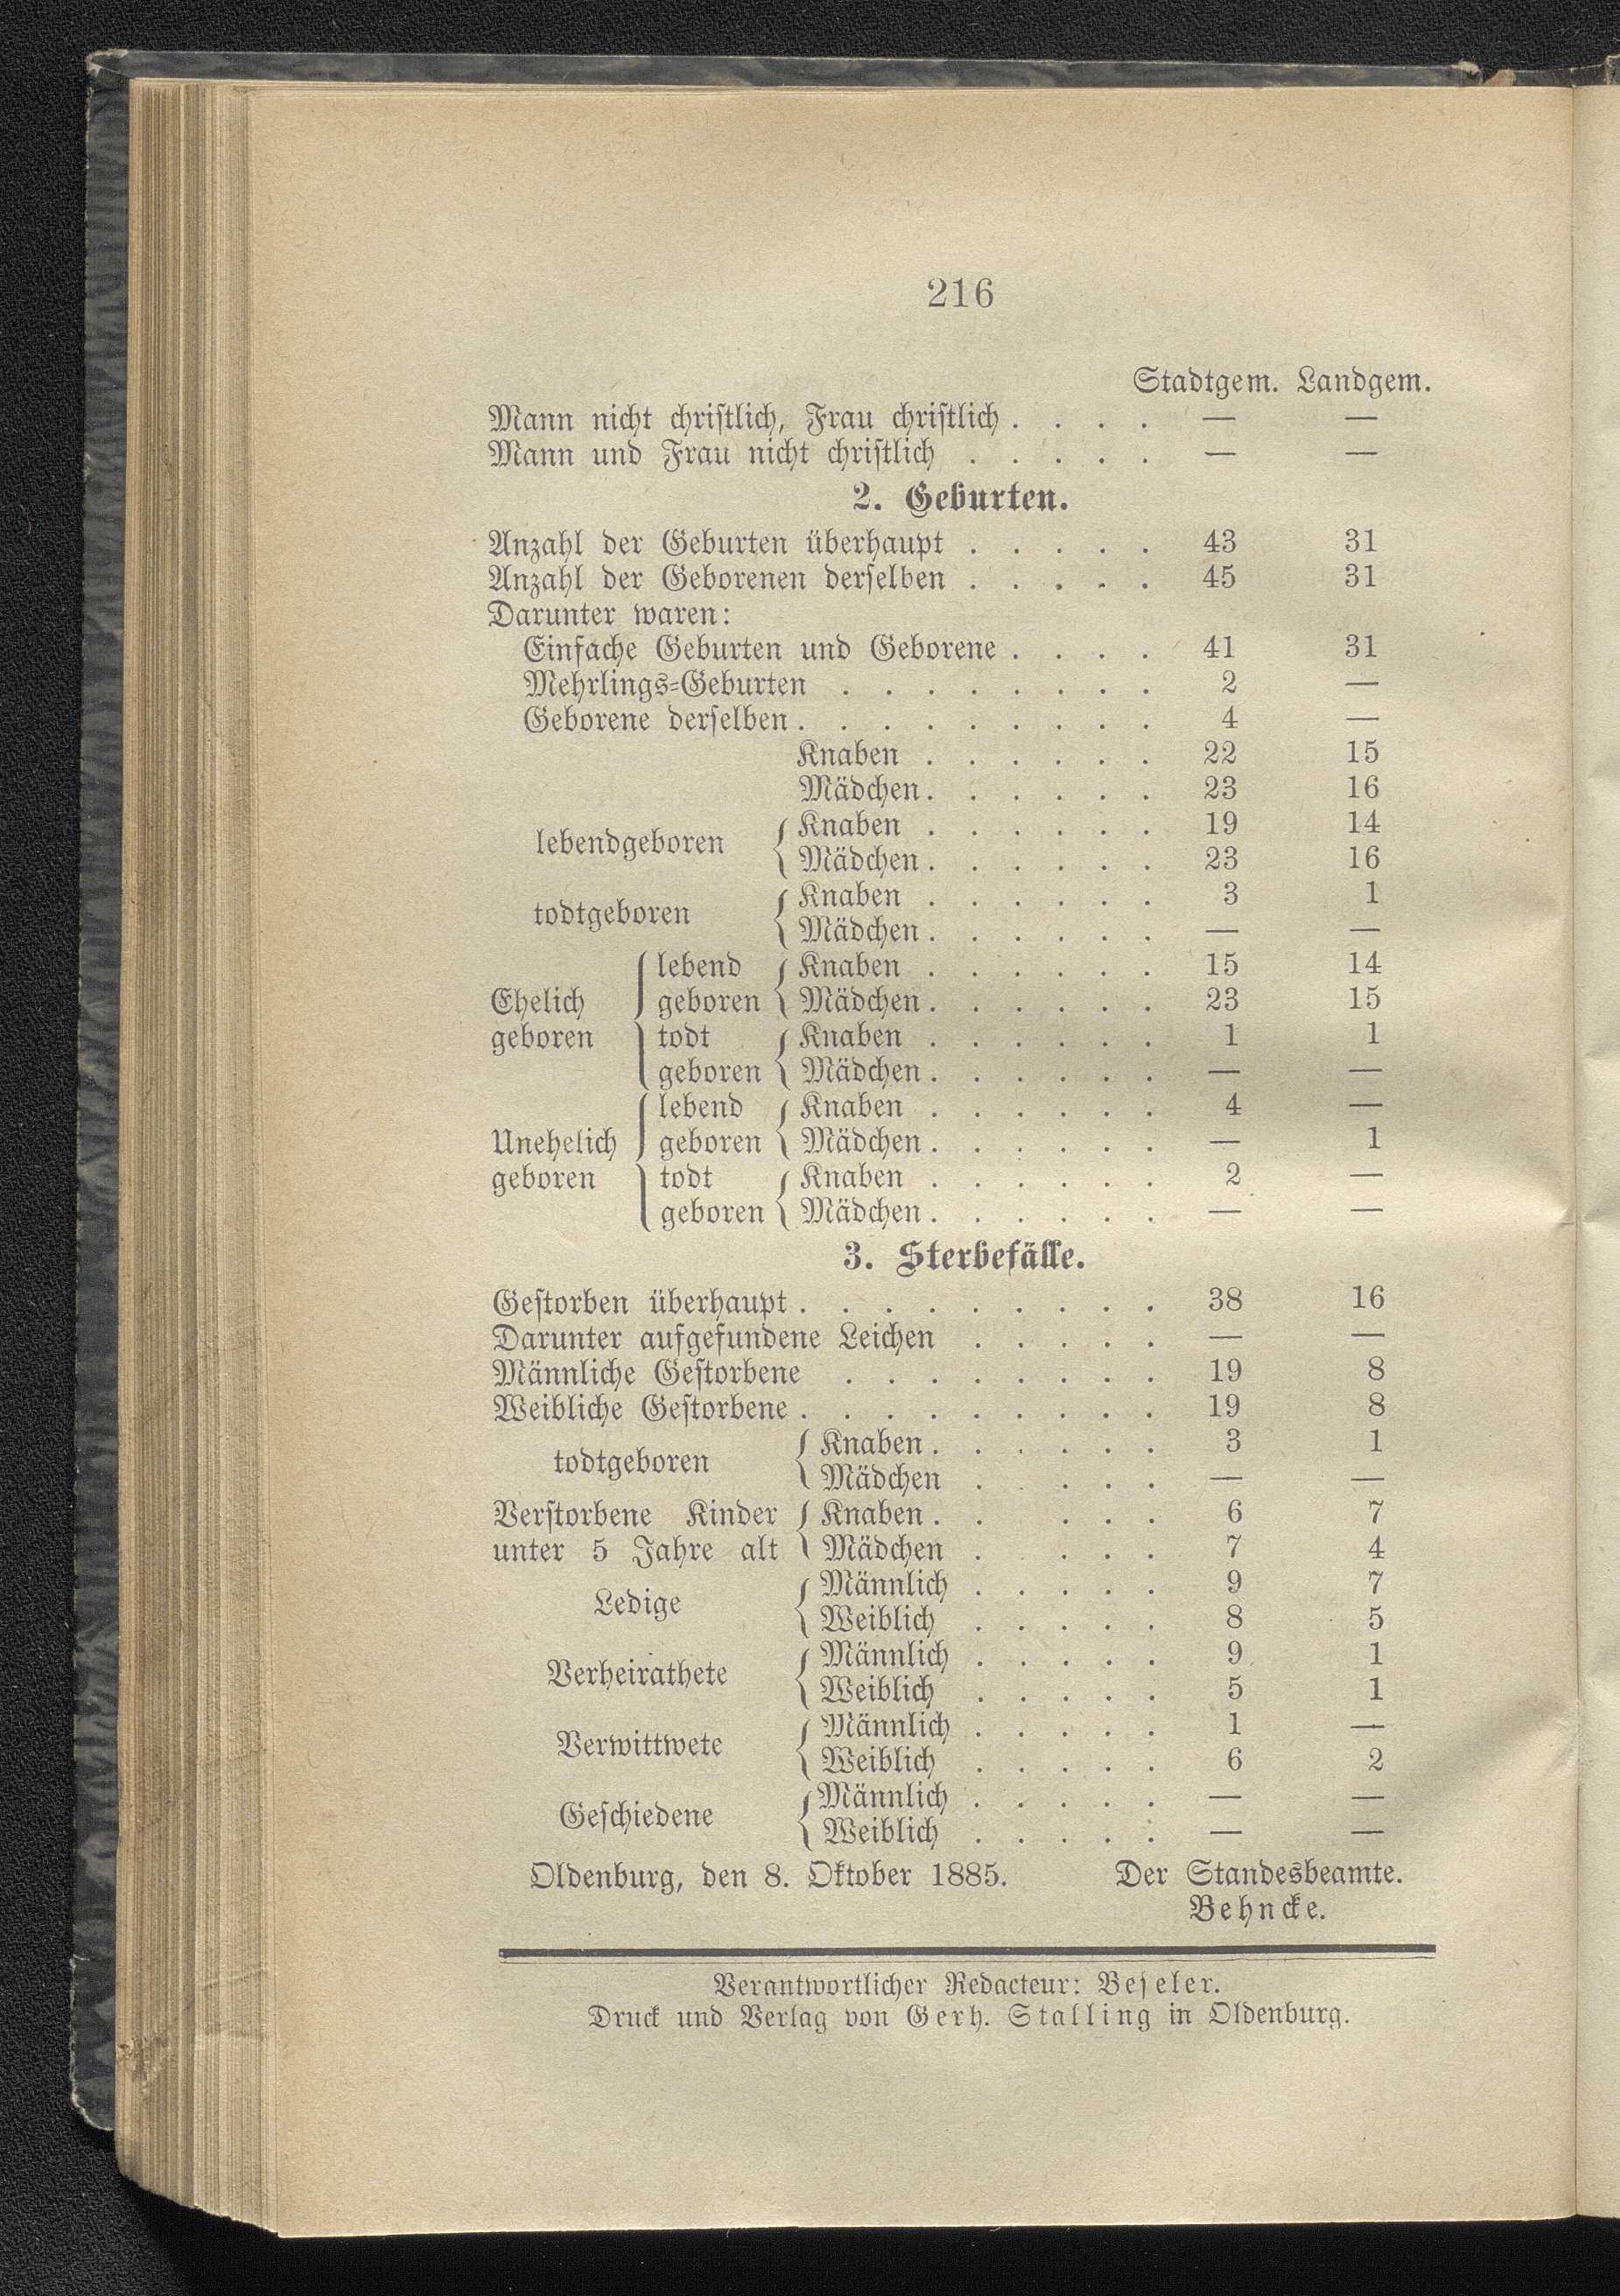 216
Stadtgem. Landgem.
Mann nicht christlich, Frau christlich . . . . — —
Mann und Frau nicht christlich . . . . . — —
2. Geburten.
Anzahl der Geburten überhaupt . . . . . 43 31
Anzahl der Geborenen derselben . . . . . 45 31
Darunter waren:
Einfache Geburten und Geborene . . . . 41 31
Mehrlings-Geburten . . . . . . . . 2 —
Geborene derselben . . . . . . . . . 4 —
Knaben . . . . . . 22 15
Mädchen . . . . . . 23 16
lebendgeboren { Knaben . . . . . . 19 14
Mädchen . . . . . . 23 16
todtgeboren { Knaben . . . . . . 3 1
Mädchen . . . . . . — —
lebend { Knaben . . . . . . 15 14
Ehelich geboren Mädchen . . . . . . 23 15
geboren todt { Knaben . . . . . . 1 1
geboren Mädchen . . . . . . — —
lebend { Knaben . . . . . . 4 —
Unehelich geboren Mädchen . . . . . . — 1
geboren todt { Knaben . . . . . . 2 —
geboren Mädchen . . . . . . — —
3. Sterbefälle.
Gestorben überhaupt . . . . . . . . . 38 16
Darunter aufgefundene Leichen . . . . . — —
Männliche Gestorbene . . . . . . . . 19 8
Weibliche Gestorbene . . . . . . . . . 19 8
todtgeboren { Knaben . . . . . . 3 1
Mädchen . . . . . — —
Verstorbene Kinder { Knaben . . . . . 6 7
unter 5 Jahre alt Mädchen . . . . 7 4
Ledige { Männlich . . . . . 9 7
Weiblich . . . . . 8 5
Verheirathete { Männlich . . . . . 9 1
Weiblich . . . . . 5 1
Verwittwete { Männlich . . . . . 1 —
Weiblich . . . . . 6 2
Geschiedene { Männlich . . . . . — —
Weiblich . . . . . — —
Oldenburg, den 8. Oktober 1885. Der Standesbeamte.
Behncke.
Verantwortlicher Redacteur: Beseler.
Druck und Verlag von Gerh. Stalling in Oldenburg.